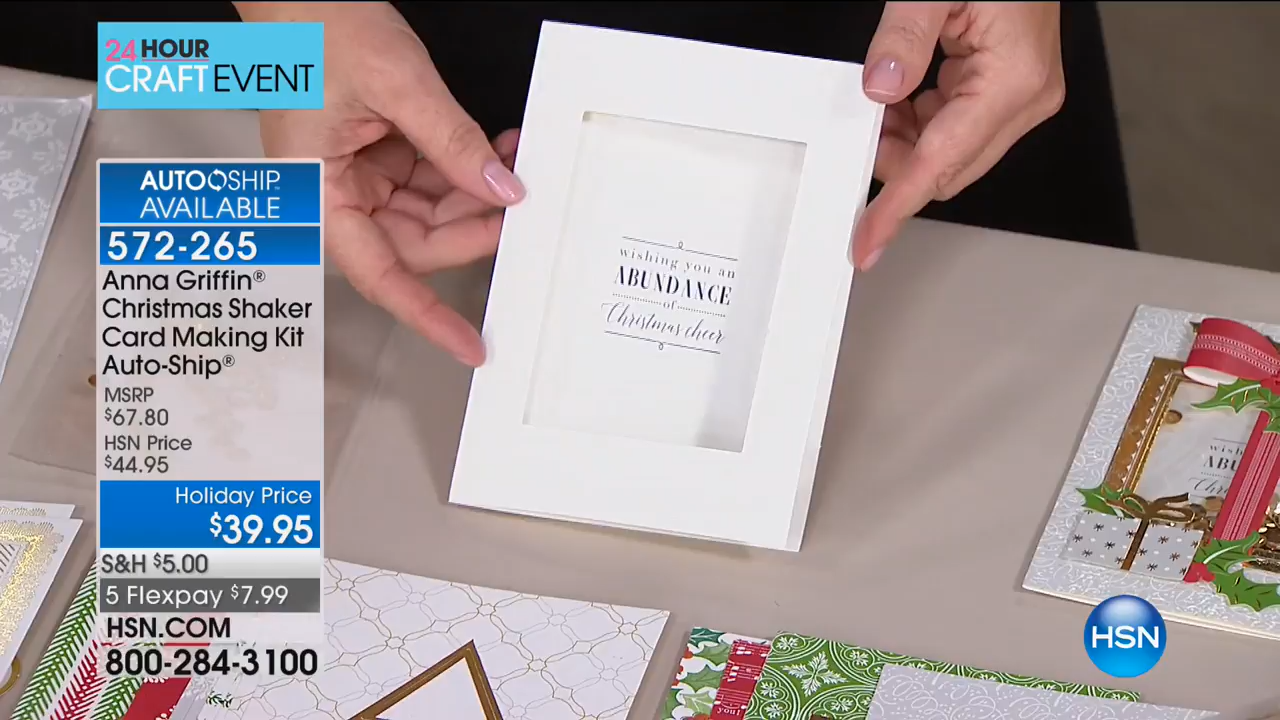 24 HOUR
CRAFT EVENT
AUTOSHIP™
AVAILABLE
572-265
Anna Griffin®
Christmas Shaker
Card Making Kit
Auto-Ship®
MSRP
$67.80
HSN Price
$44.95
Holiday Price
$39.95
S&H $5.00
5 Flexpay $7.99
HSN.COM
800-284-3100
wishing you an
ABUNDANCE
of
Christmas cheer
you!
HSN